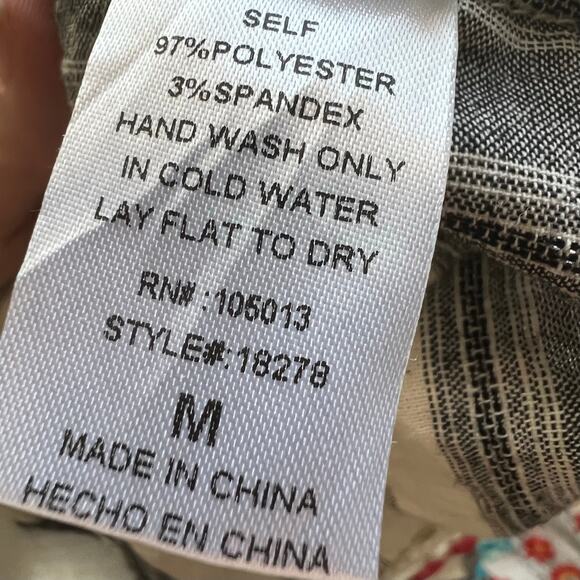 SELF
97%POLYESTER
3%SPANDEX
HAND WASH ONLY
IN COLD WATER
LAY FLAT TO DRY
RN#:105013
STYLE#:18278
M
MADE IN CHINA
HECHO EN CHINA